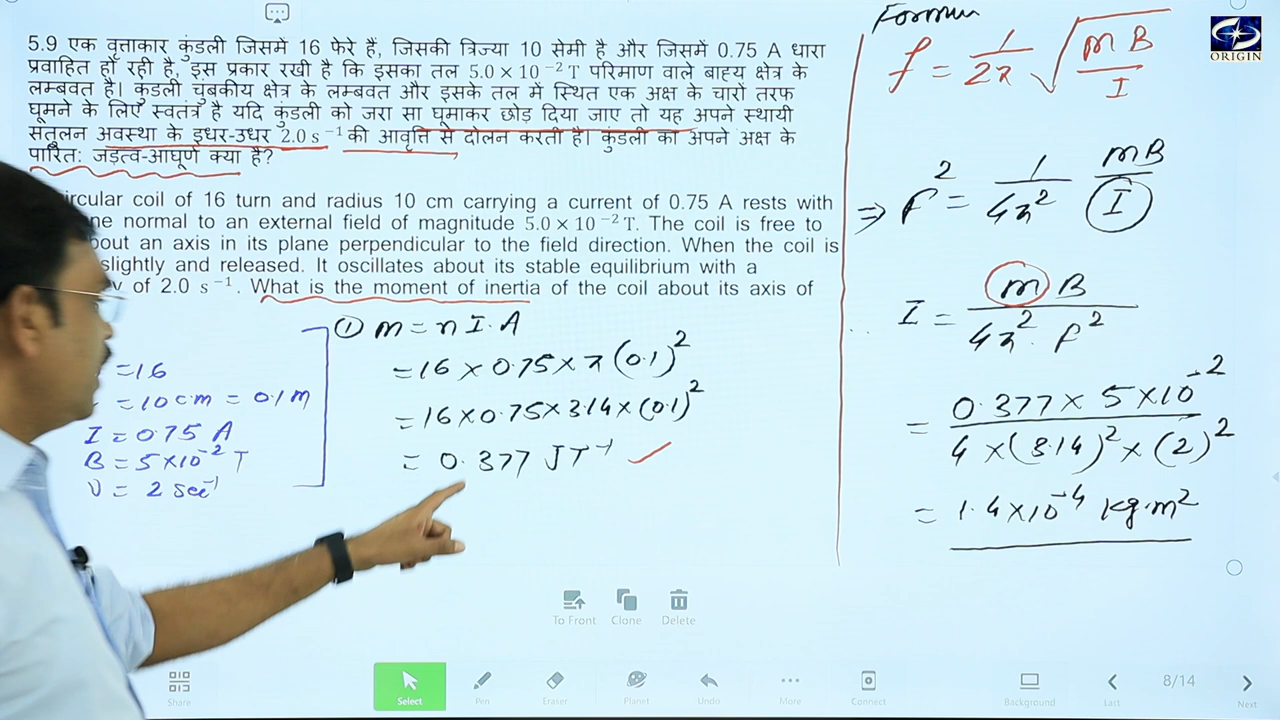 5.9 एक वृत्ताकार कुंडली जिसमें 16 फेरे हैं, जिसकी त्रिज्या 10 सेमी है और जिसमें 0.75 A धारा
प्रवाहित हो रही है, इस प्रकार रखी है कि इसका तल 5.0 × 10⁻² T परिमाण वाले बाह्य क्षेत्र के
लम्बवत है। कुंडली चुंबकीय क्षेत्र के लम्बवत और इसके तल में स्थित एक अक्ष के चारों तरफ
घूमने के लिए स्वतंत्र है यदि कुंडली को जरा सा घूमाकर छोड़ दिया जाए तो यह अपने स्थायी
संतुलन अवस्था के इधर-उधर 2.0 s⁻¹ की आवृत्ति से दोलन करती है। कुंडली का अपने अक्ष के
पारित: जड़त्व-आघूर्ण क्या है?
ircular coil of 16 turn and radius 10 cm carrying a current of 0.75 A rests with
ne normal to an external field of magnitude 5.0 × 10⁻² T. The coil is free to
bout an axis in its plane perpendicular to the field direction. When the coil is
slightly and released. It oscillates about its stable equilibrium with a
y of 2.0 s⁻¹. What is the moment of inertia of the coil about its axis of
= 16
= 10 cm = 0.1 m
I = 0.75 A
B = 5×10⁻² T
ν = 2 sec⁻¹
① m = n I. A
= 16 × 0.75 × π (0.1)²
= 16 × 0.75 × 3.14 × (0.1)²
= 0.377 JT⁻¹
f = 1/2π √(mB/I)
⇒ f² = 1/4π² mB/I
I = mB/4π². f²
= 0.377 × 5 × 10⁻² / 4 × (3.14)² × (2)²
= 1.4 × 10⁻⁴ kg.m²
ORIGIN
To Front Clone Delete
Share Select Pen Eraser Planet Undo More Connect Background Last 8/14 Next